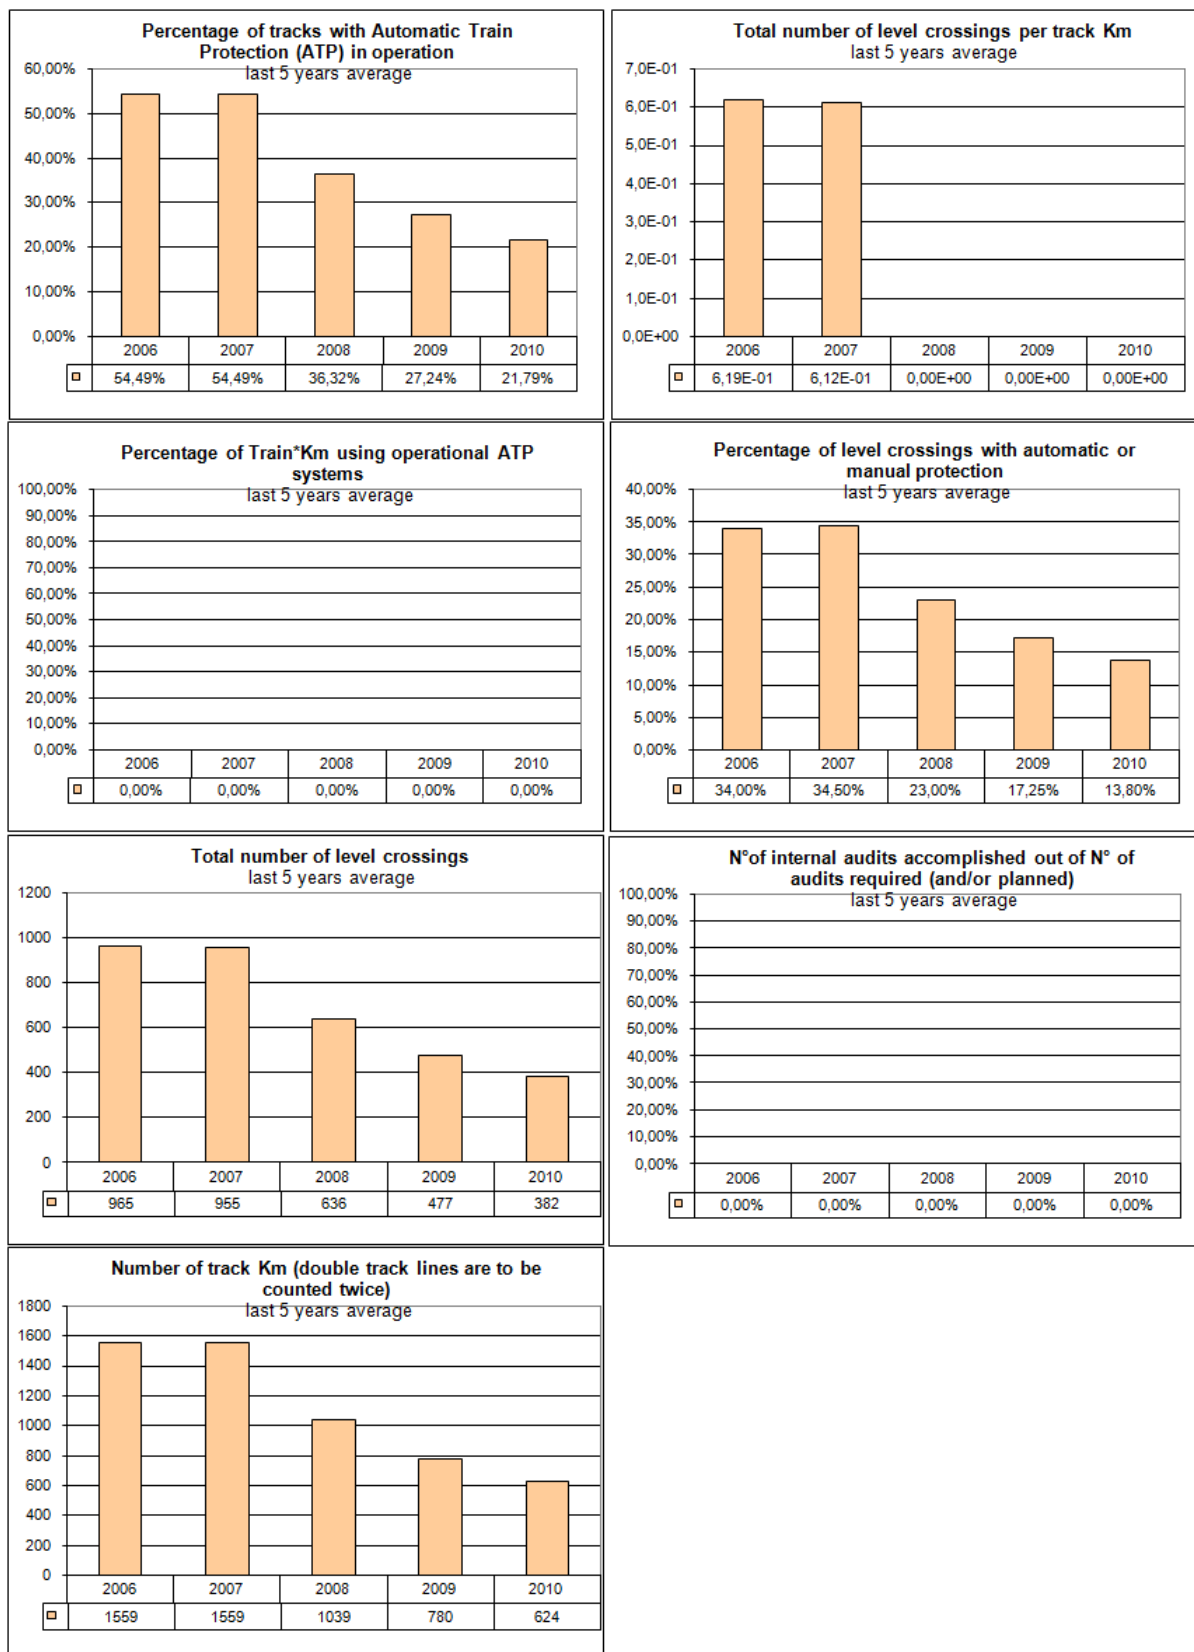 Percentage of tracks with Automatic Train
Protection (ATP) in operation
last 5 years average
60,00%
50,00%
40,00%
30,00%
20,00%
10,00%
0,00%
2006 2007 2008 2009 2010
54,49% 54,49% 36,32% 27,24% 21,79%
Total number of level crossings per track Km
last 5 years average
7,0E-01
6,0E-01
5,0E-01
4,0E-01
3,0E-01
2,0E-01
1,0E-01
0,0E+00
2006 2007 2008 2009 2010
6,19E-01 6,12E-01 0,00E+00 0,00E+00 0,00E+00
Percentage of Train*Km using operational ATP
systems
last 5 years average
100,00%
90,00%
80,00%
70,00%
60,00%
50,00%
40,00%
30,00%
20,00%
10,00%
0,00%
2006 2007 2008 2009 2010
0,00% 0,00% 0,00% 0,00% 0,00%
Percentage of level crossings with automatic or
manual protection
last 5 years average
40,00%
35,00%
30,00%
25,00%
20,00%
15,00%
10,00%
5,00%
0,00%
2006 2007 2008 2009 2010
34,00% 34,50% 23,00% 17,25% 13,80%
Total number of level crossings
last 5 years average
1200
1000
800
600
400
200
0
2006 2007 2008 2009 2010
965 955 636 477 382
N°of internal audits accomplished out of N° of
audits required (and/or planned)
last 5 years average
100,00%
90,00%
80,00%
70,00%
60,00%
50,00%
40,00%
30,00%
20,00%
10,00%
0,00%
2006 2007 2008 2009 2010
0,00% 0,00% 0,00% 0,00% 0,00%
Number of track Km (double track lines are to be
counted twice)
last 5 years average
1800
1600
1400
1200
1000
800
600
400
200
0
2006 2007 2008 2009 2010
1559 1559 1039 780 624